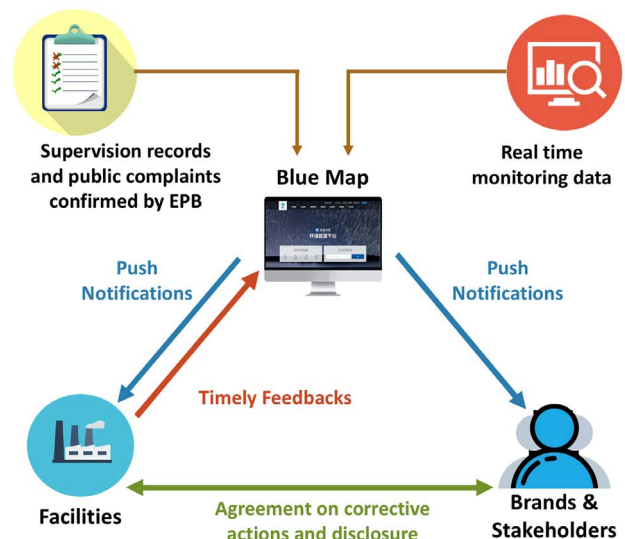 Supervision records
and public complaints
confirmed by EPB
Real time
monitoring data
Blue Map
Push
Notifications
Push
Notifications
Timely Feedbacks
Facilities
Agreement on corrective
actions and disclosure
Brands &
Stakeholders